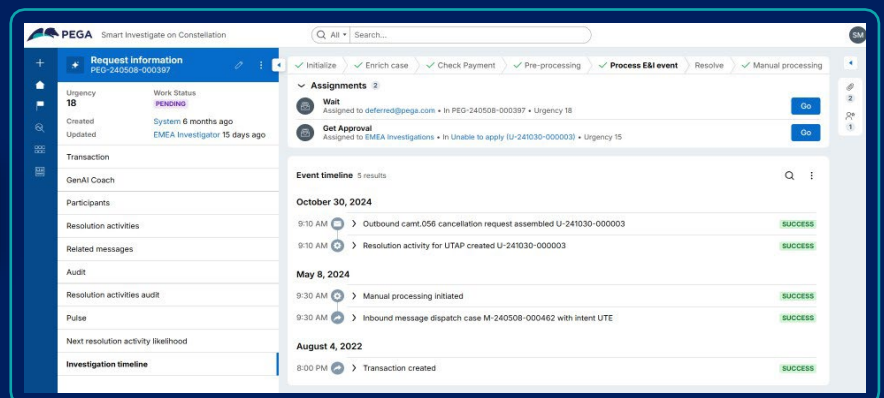 PEGA Smart Investigate on Constellation
All Search...
SM
Request information
PEG-240508-000397
Urgency
18
Work Status
PENDING
Created System 6 months ago
Updated EMEA Investigator 15 days ago
Transaction
GenAI Coach
Participants
Resolution activities
Related messages
Audit
Resolution activities audit
Pulse
Next resolution activity likelihood
Investigation timeline
Initialize Enrich case Check Payment Pre-processing Process E&I event Resolve Manual processing
Assignments 2
Wait
Assigned to deferred@pega.com • In PEG-240508-000397 • Urgency 18
Go
Get Approval
Assigned to EMEA Investigations • In Unable to apply (U-241030-000003) • Urgency 15
Go
Event timeline 5 results
October 30, 2024
9:10 AM Outbound camt.056 cancellation request assembled U-241030-000003 SUCCESS
9:10 AM Resolution activity for UTAP created U-241030-000003 SUCCESS
May 8, 2024
9:30 AM Manual processing initiated SUCCESS
9:30 AM Inbound message dispatch case M-240508-000462 with intent UTE SUCCESS
August 4, 2022
8:00 PM Transaction created SUCCESS
2
1